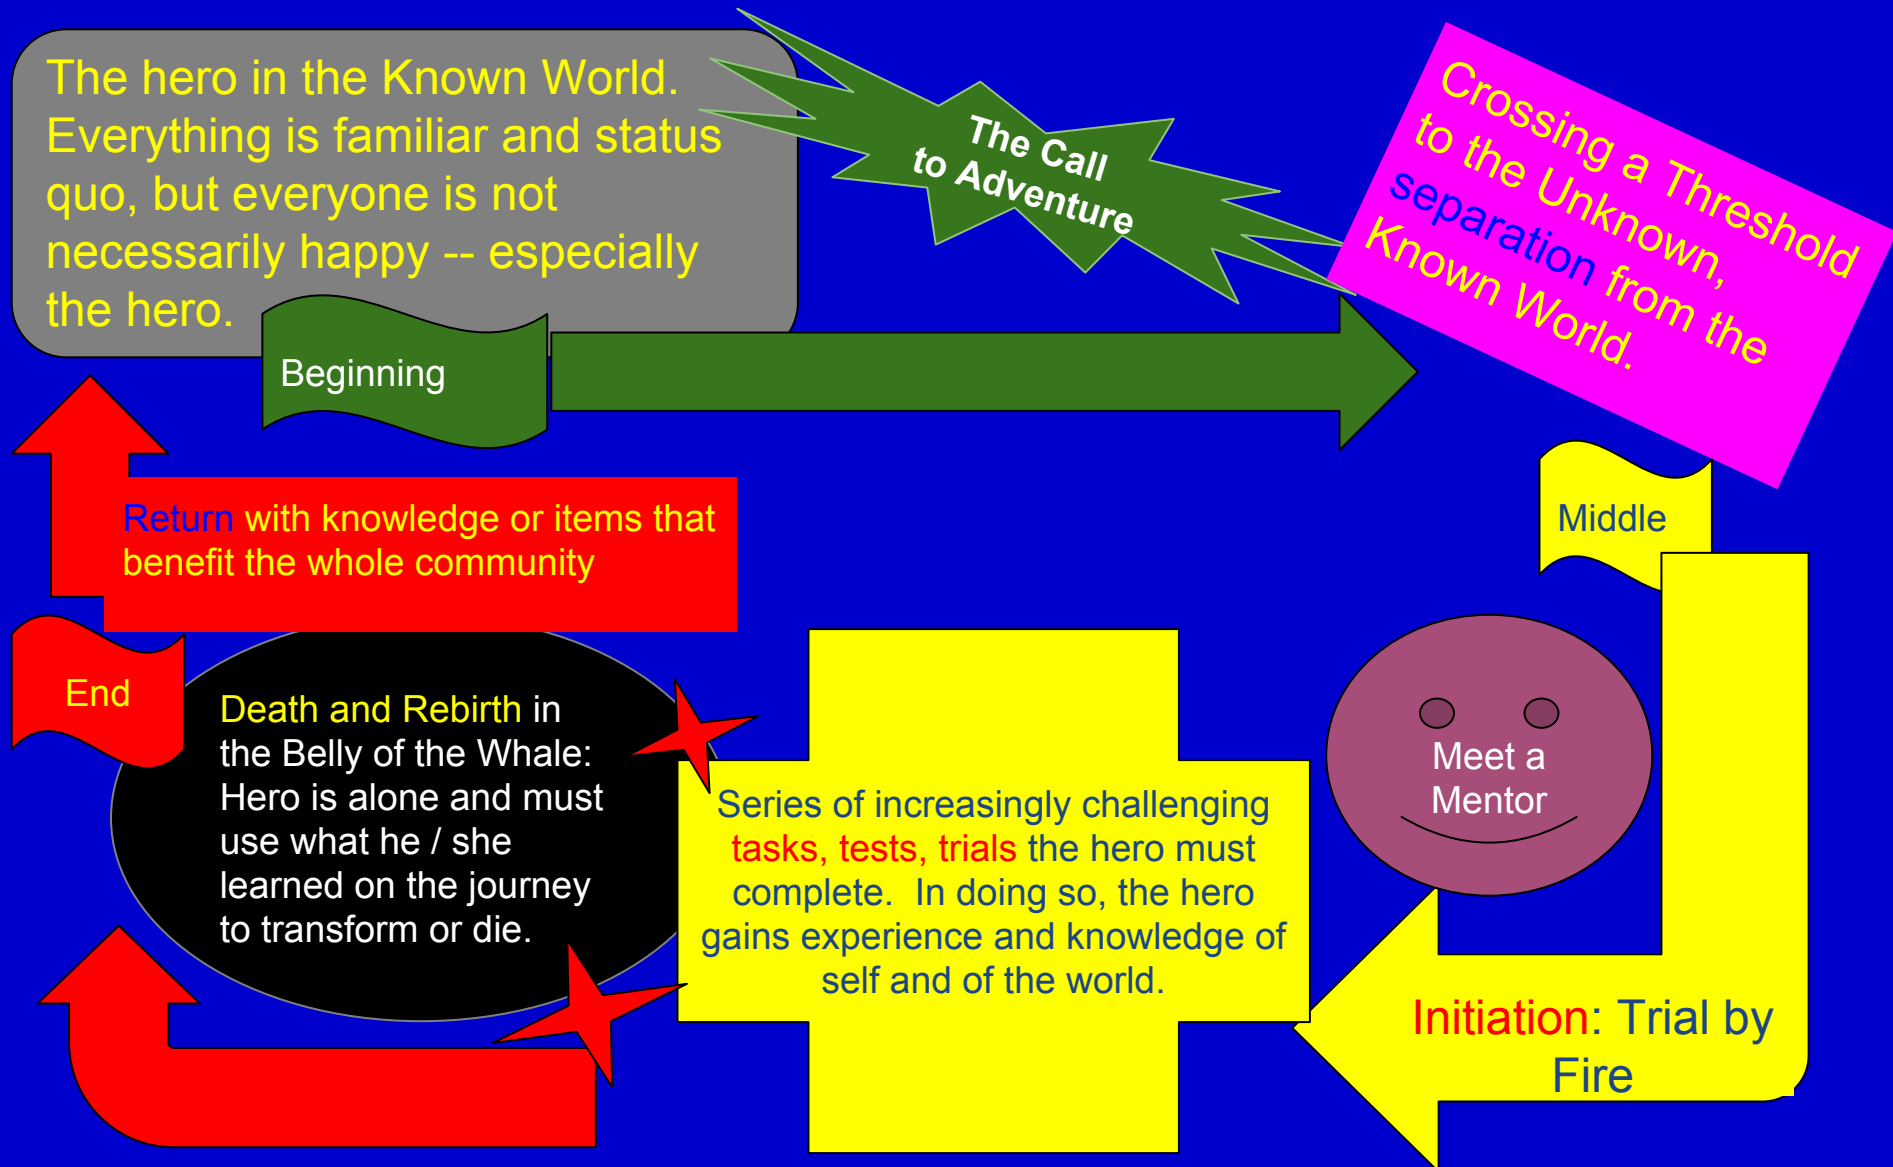 The hero in the Known World.
Everything is familiar and status
quo, but everyone is not
necessarily happy -- especially
the hero.
The Call
to Adventure
Crossing a Threshold
to the Unknown,
separation from the
Known World.
Beginning
Middle
Meet a
Mentor
Initiation: Trial by
Fire
Series of increasingly challenging
tasks, tests, trials the hero must
complete.  In doing so, the hero
gains experience and knowledge of
self and of the world.
Death and Rebirth in
the Belly of the Whale:
Hero is alone and must
use what he / she
learned on the journey
to transform or die.
End
Return with knowledge or items that
benefit the whole community